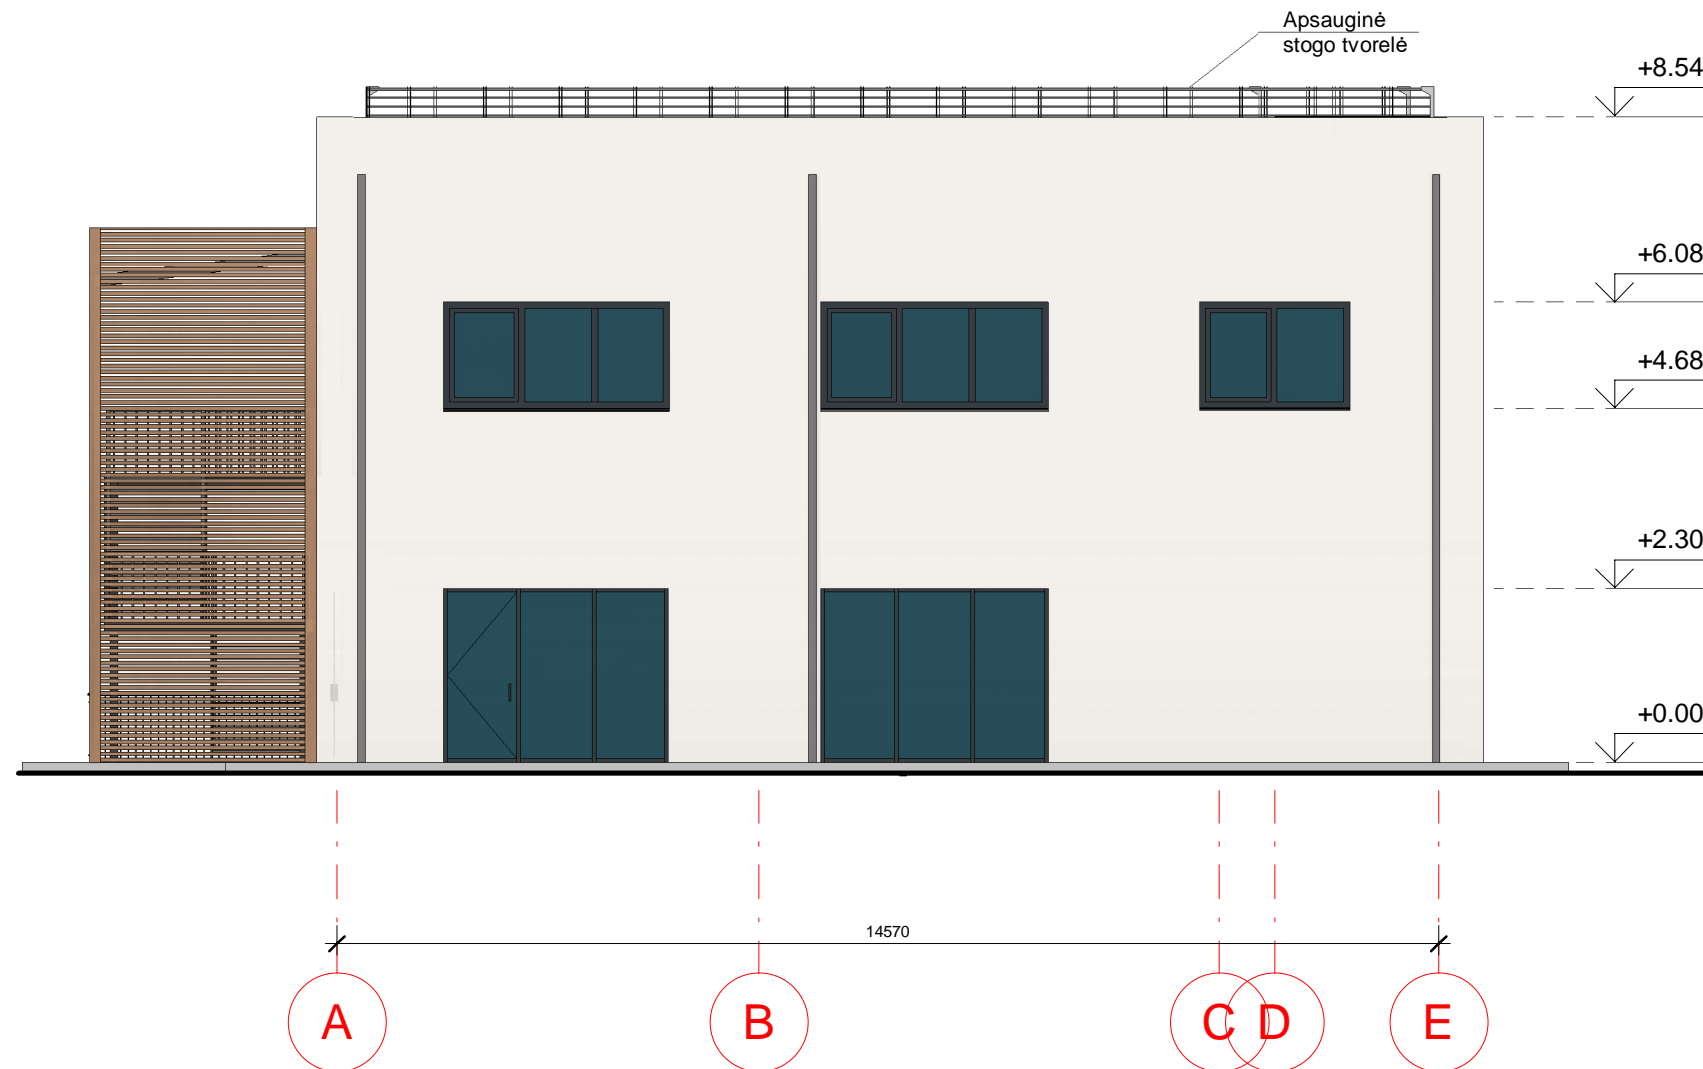 Apsauginė
stogo tvorelė
+8.54
+6.08
+4.68
+2.30
+0.00
14570
A B C D E